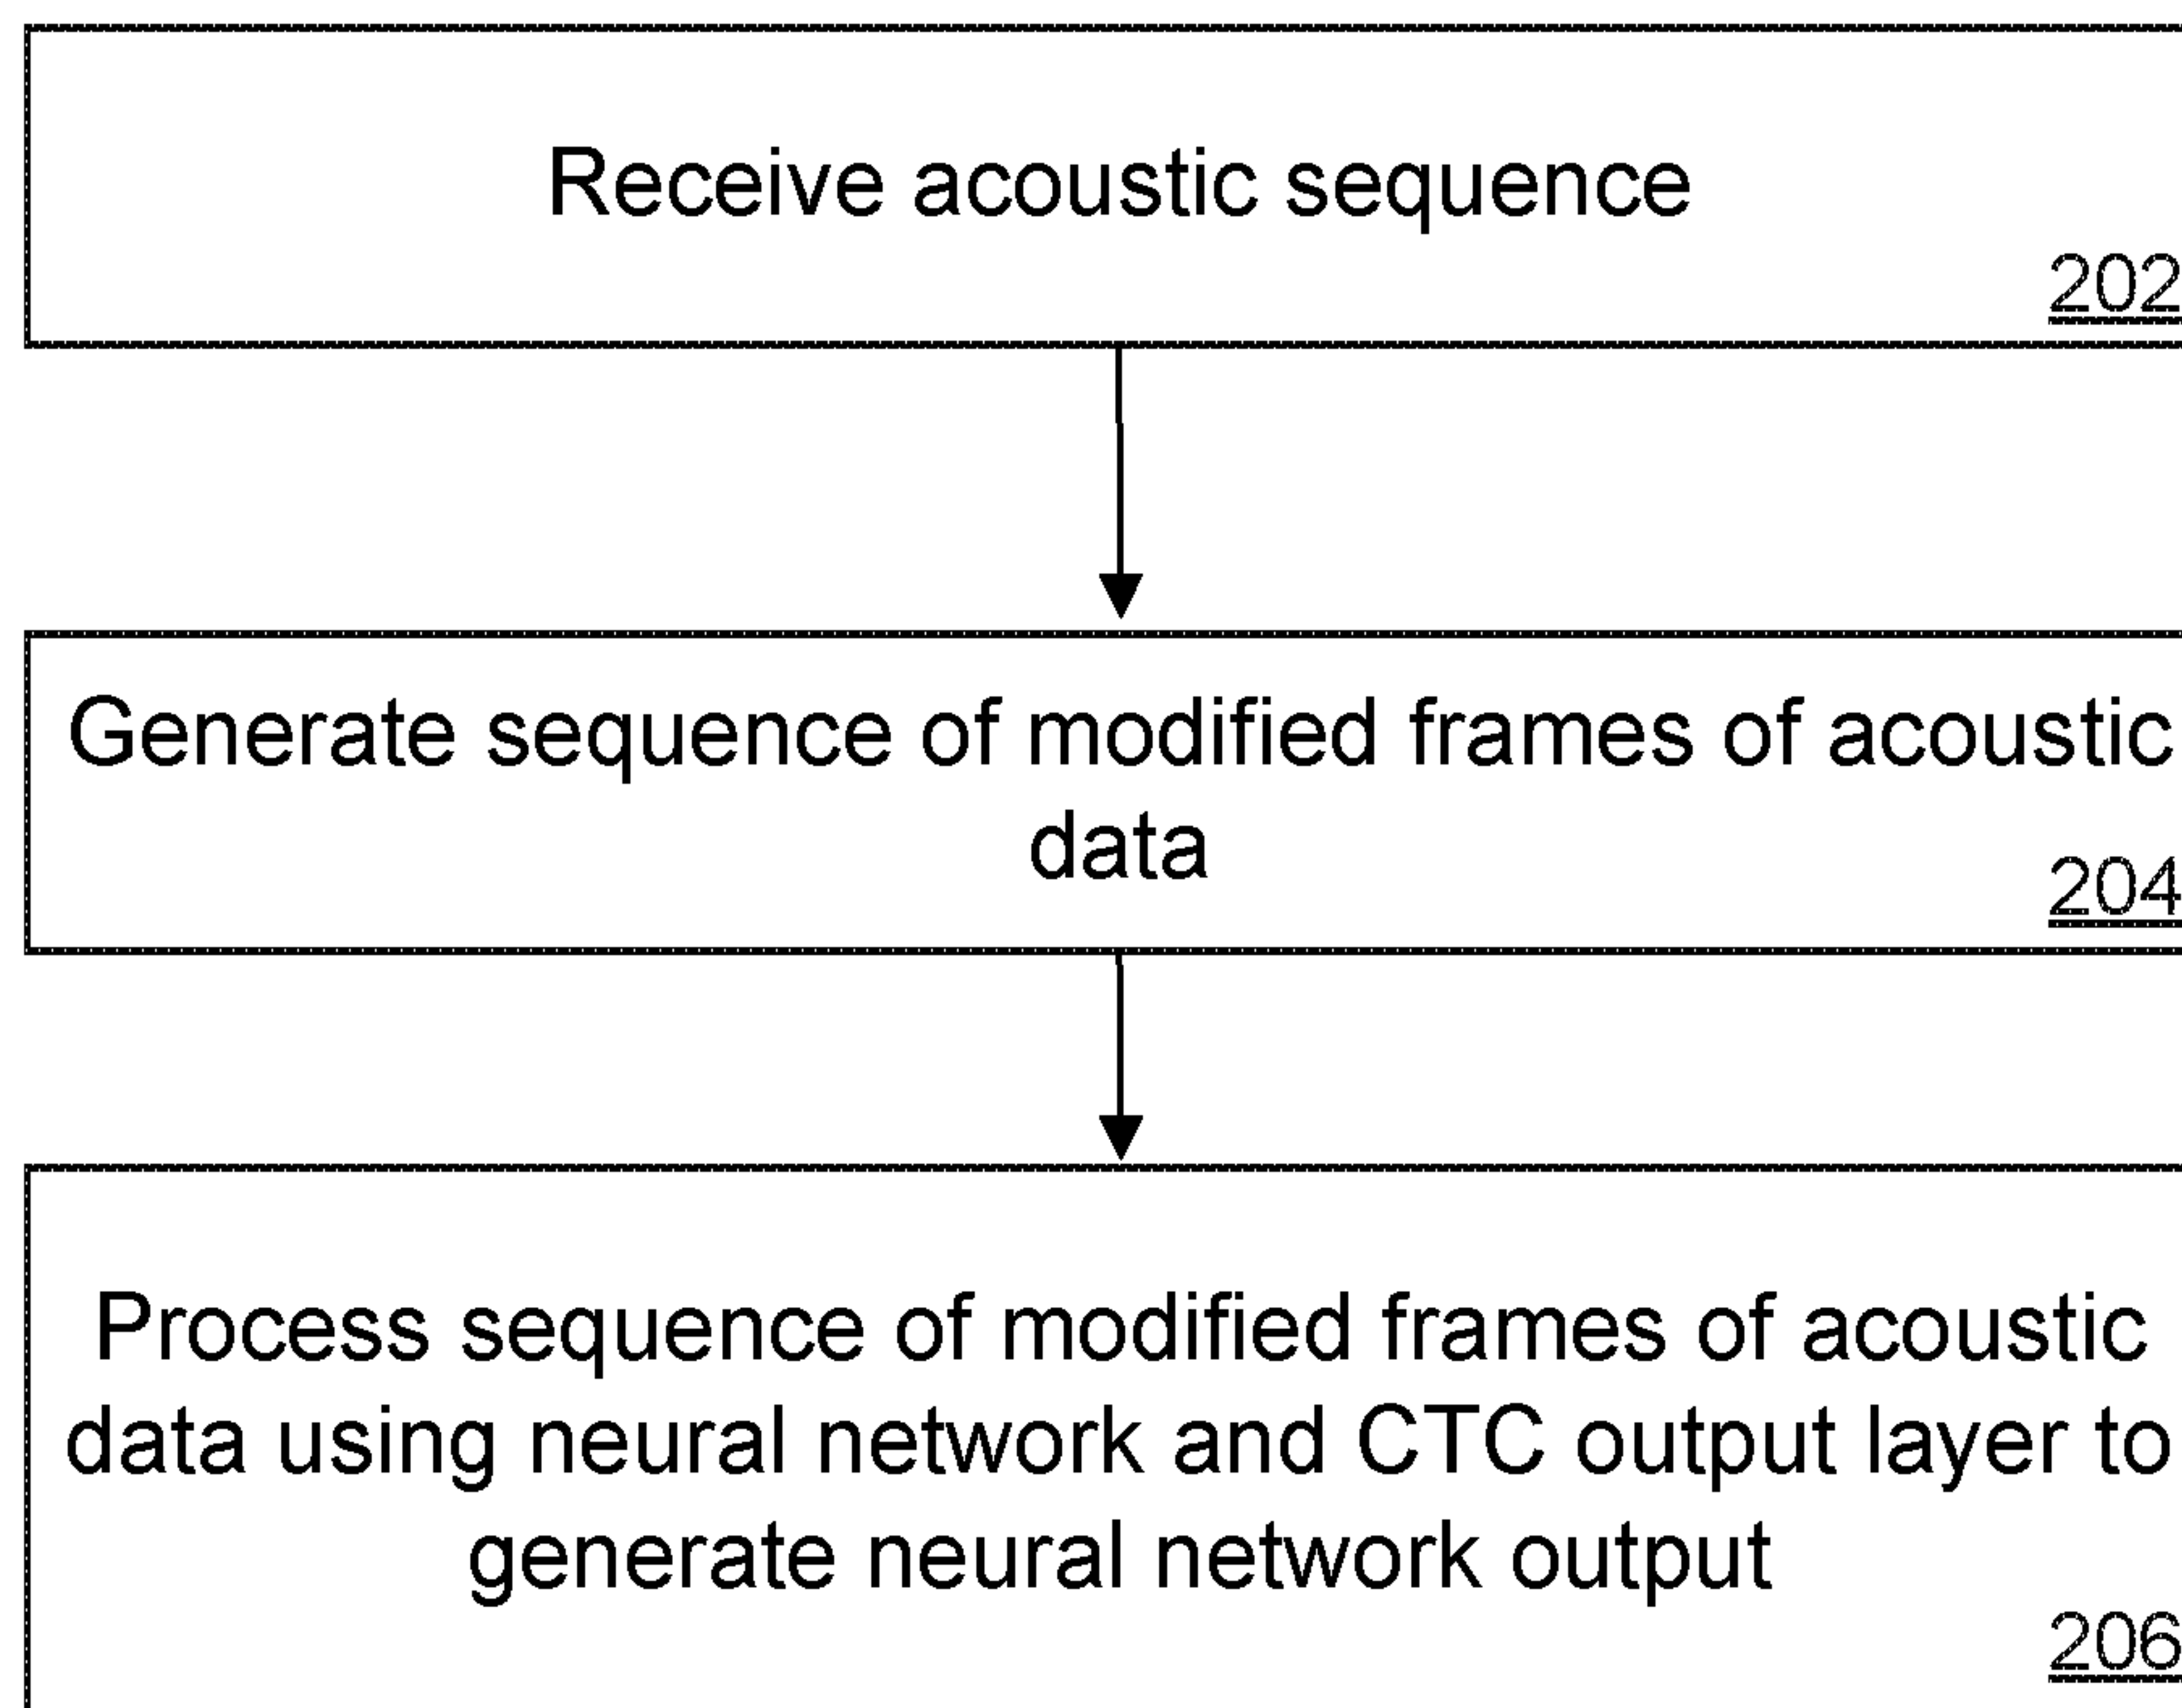 Receive acoustic sequence
202
Generate sequence of modified frames of acoustic
data
204
Process sequence of modified frames of acoustic
data using neural network and CTC output layer to
generate neural network output
206